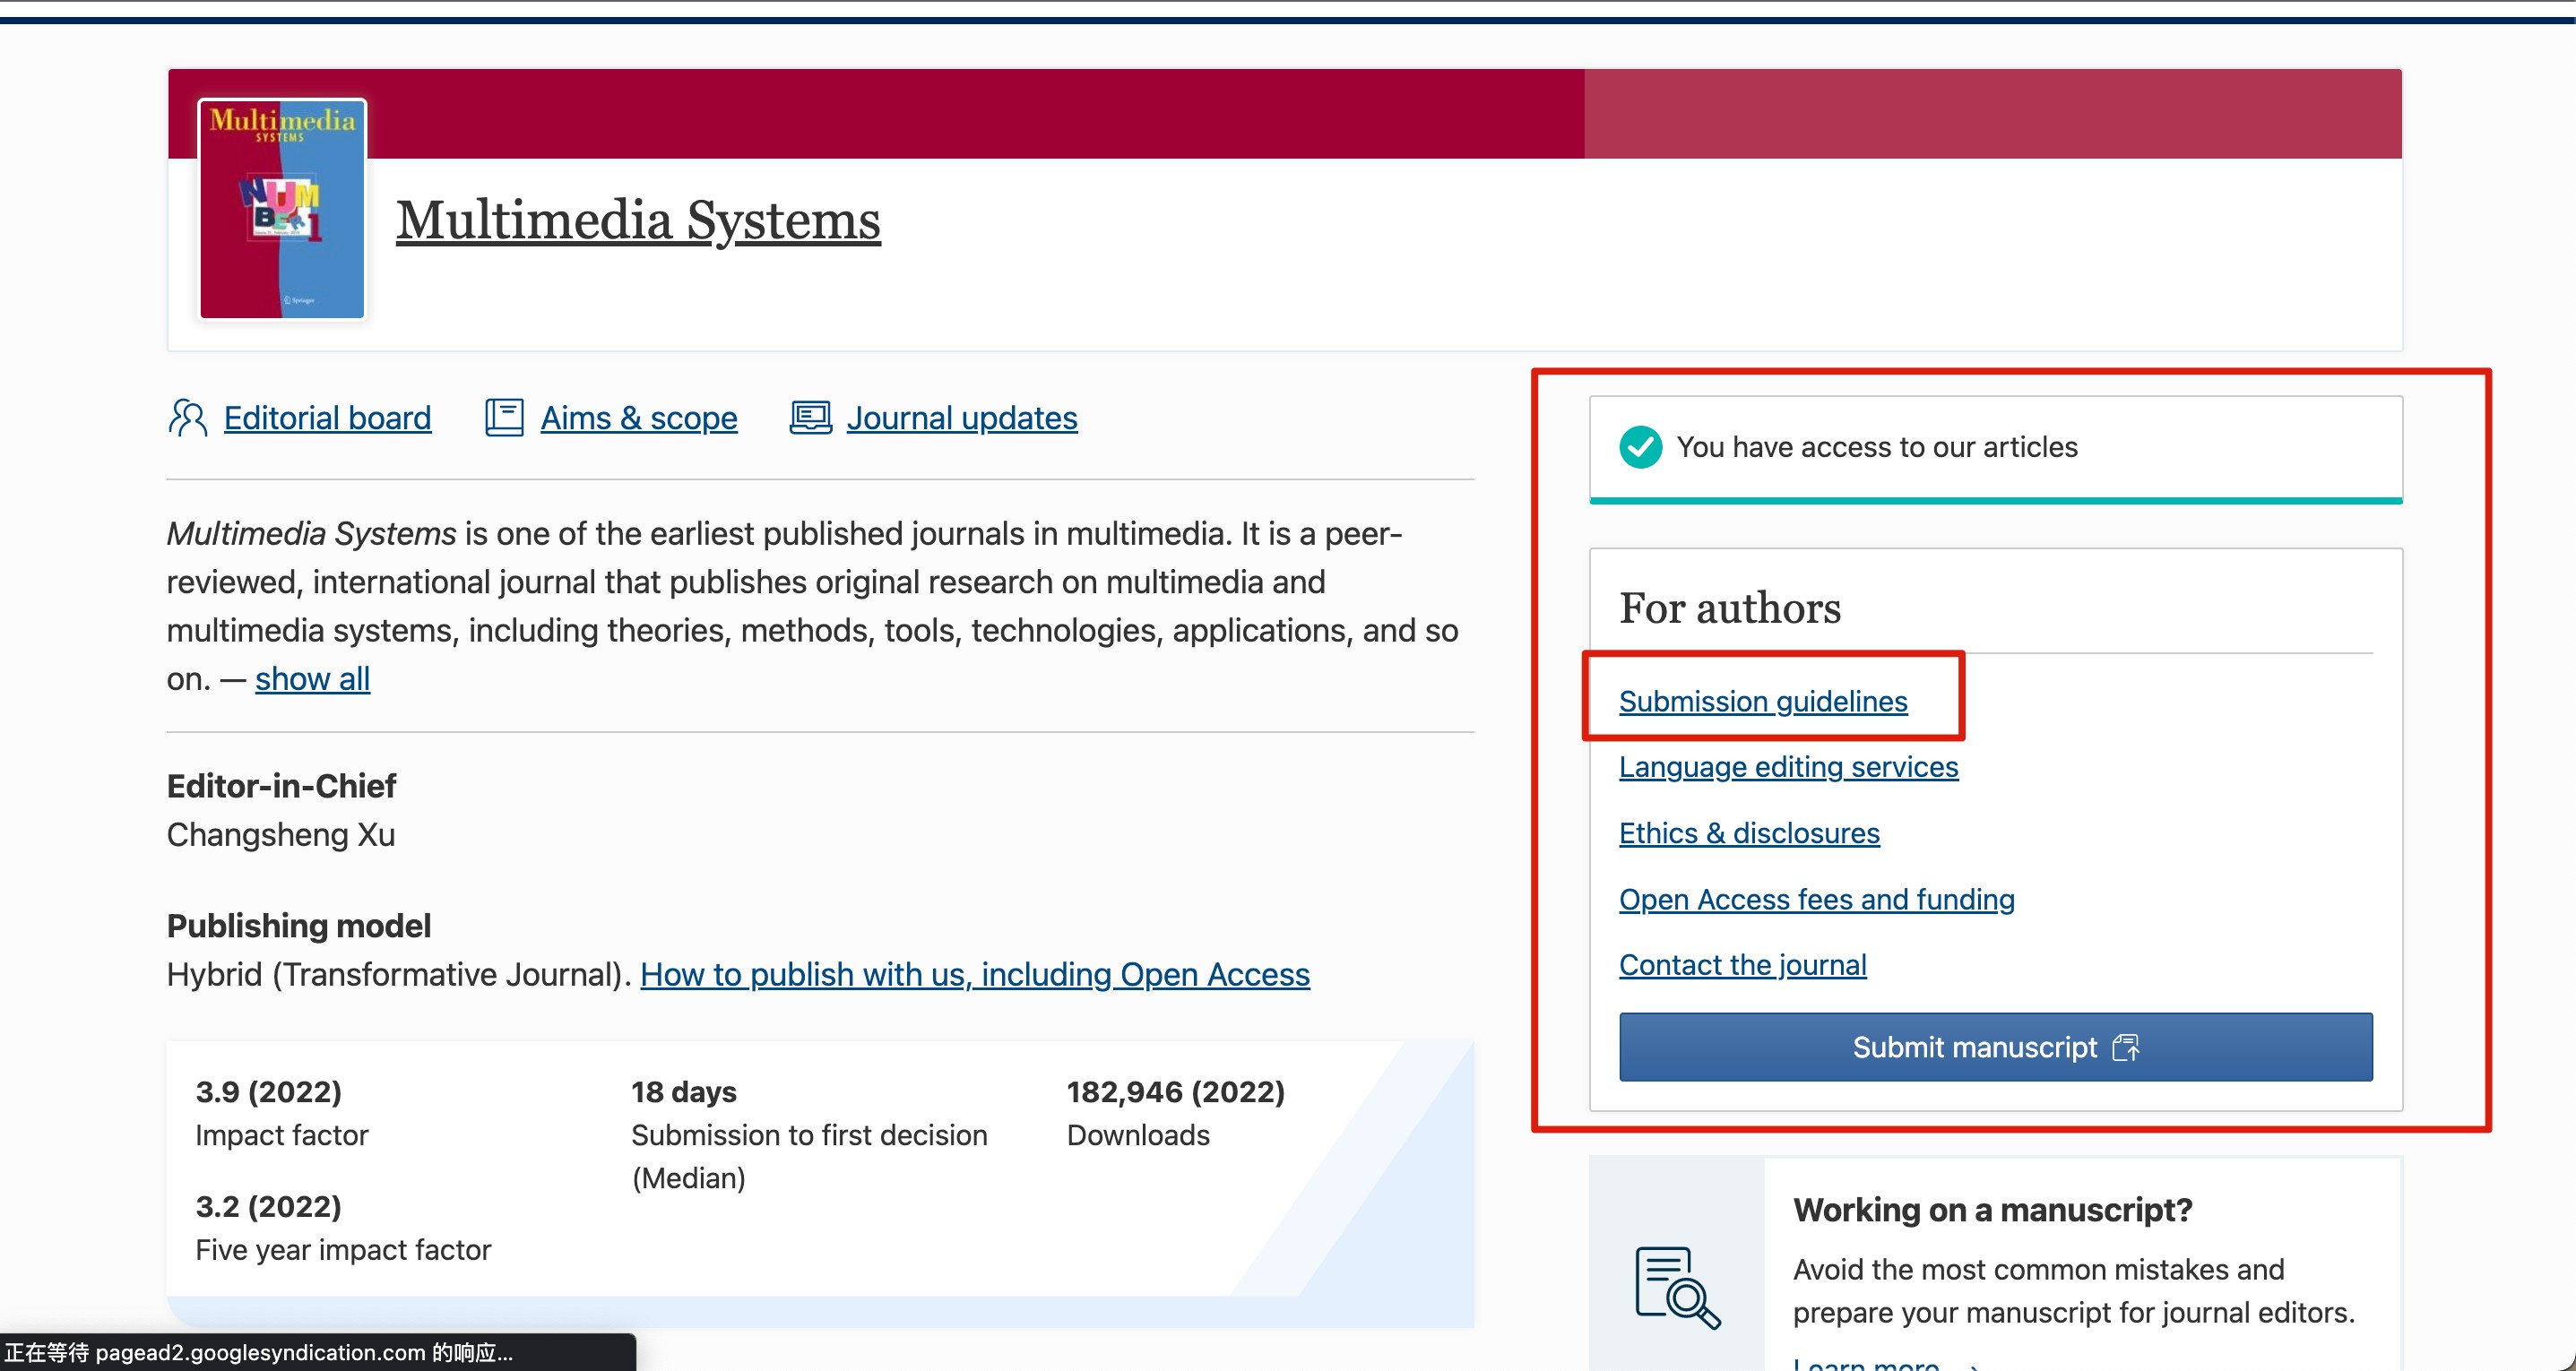 Multimedia
SYSTEMS
NUM
BER1
Springer
Multimedia Systems
Editorial board
Aims & scope
Journal updates
Multimedia Systems is one of the earliest published journals in multimedia. It is a peer-
reviewed, international journal that publishes original research on multimedia and
multimedia systems, including theories, methods, tools, technologies, applications, and so
on. — show all
Editor-in-Chief
Changsheng Xu
Publishing model
Hybrid (Transformative Journal). How to publish with us, including Open Access
3.9 (2022)
Impact factor
18 days
Submission to first decision
(Median)
182,946 (2022)
Downloads
3.2 (2022)
Five year impact factor
You have access to our articles
For authors
Submission guidelines
Language editing services
Ethics & disclosures
Open Access fees and funding
Contact the journal
Submit manuscript
Working on a manuscript?
Avoid the most common mistakes and
prepare your manuscript for journal editors.
Learn more
正在等待 pagead2.googlesyndication.com 的响应...